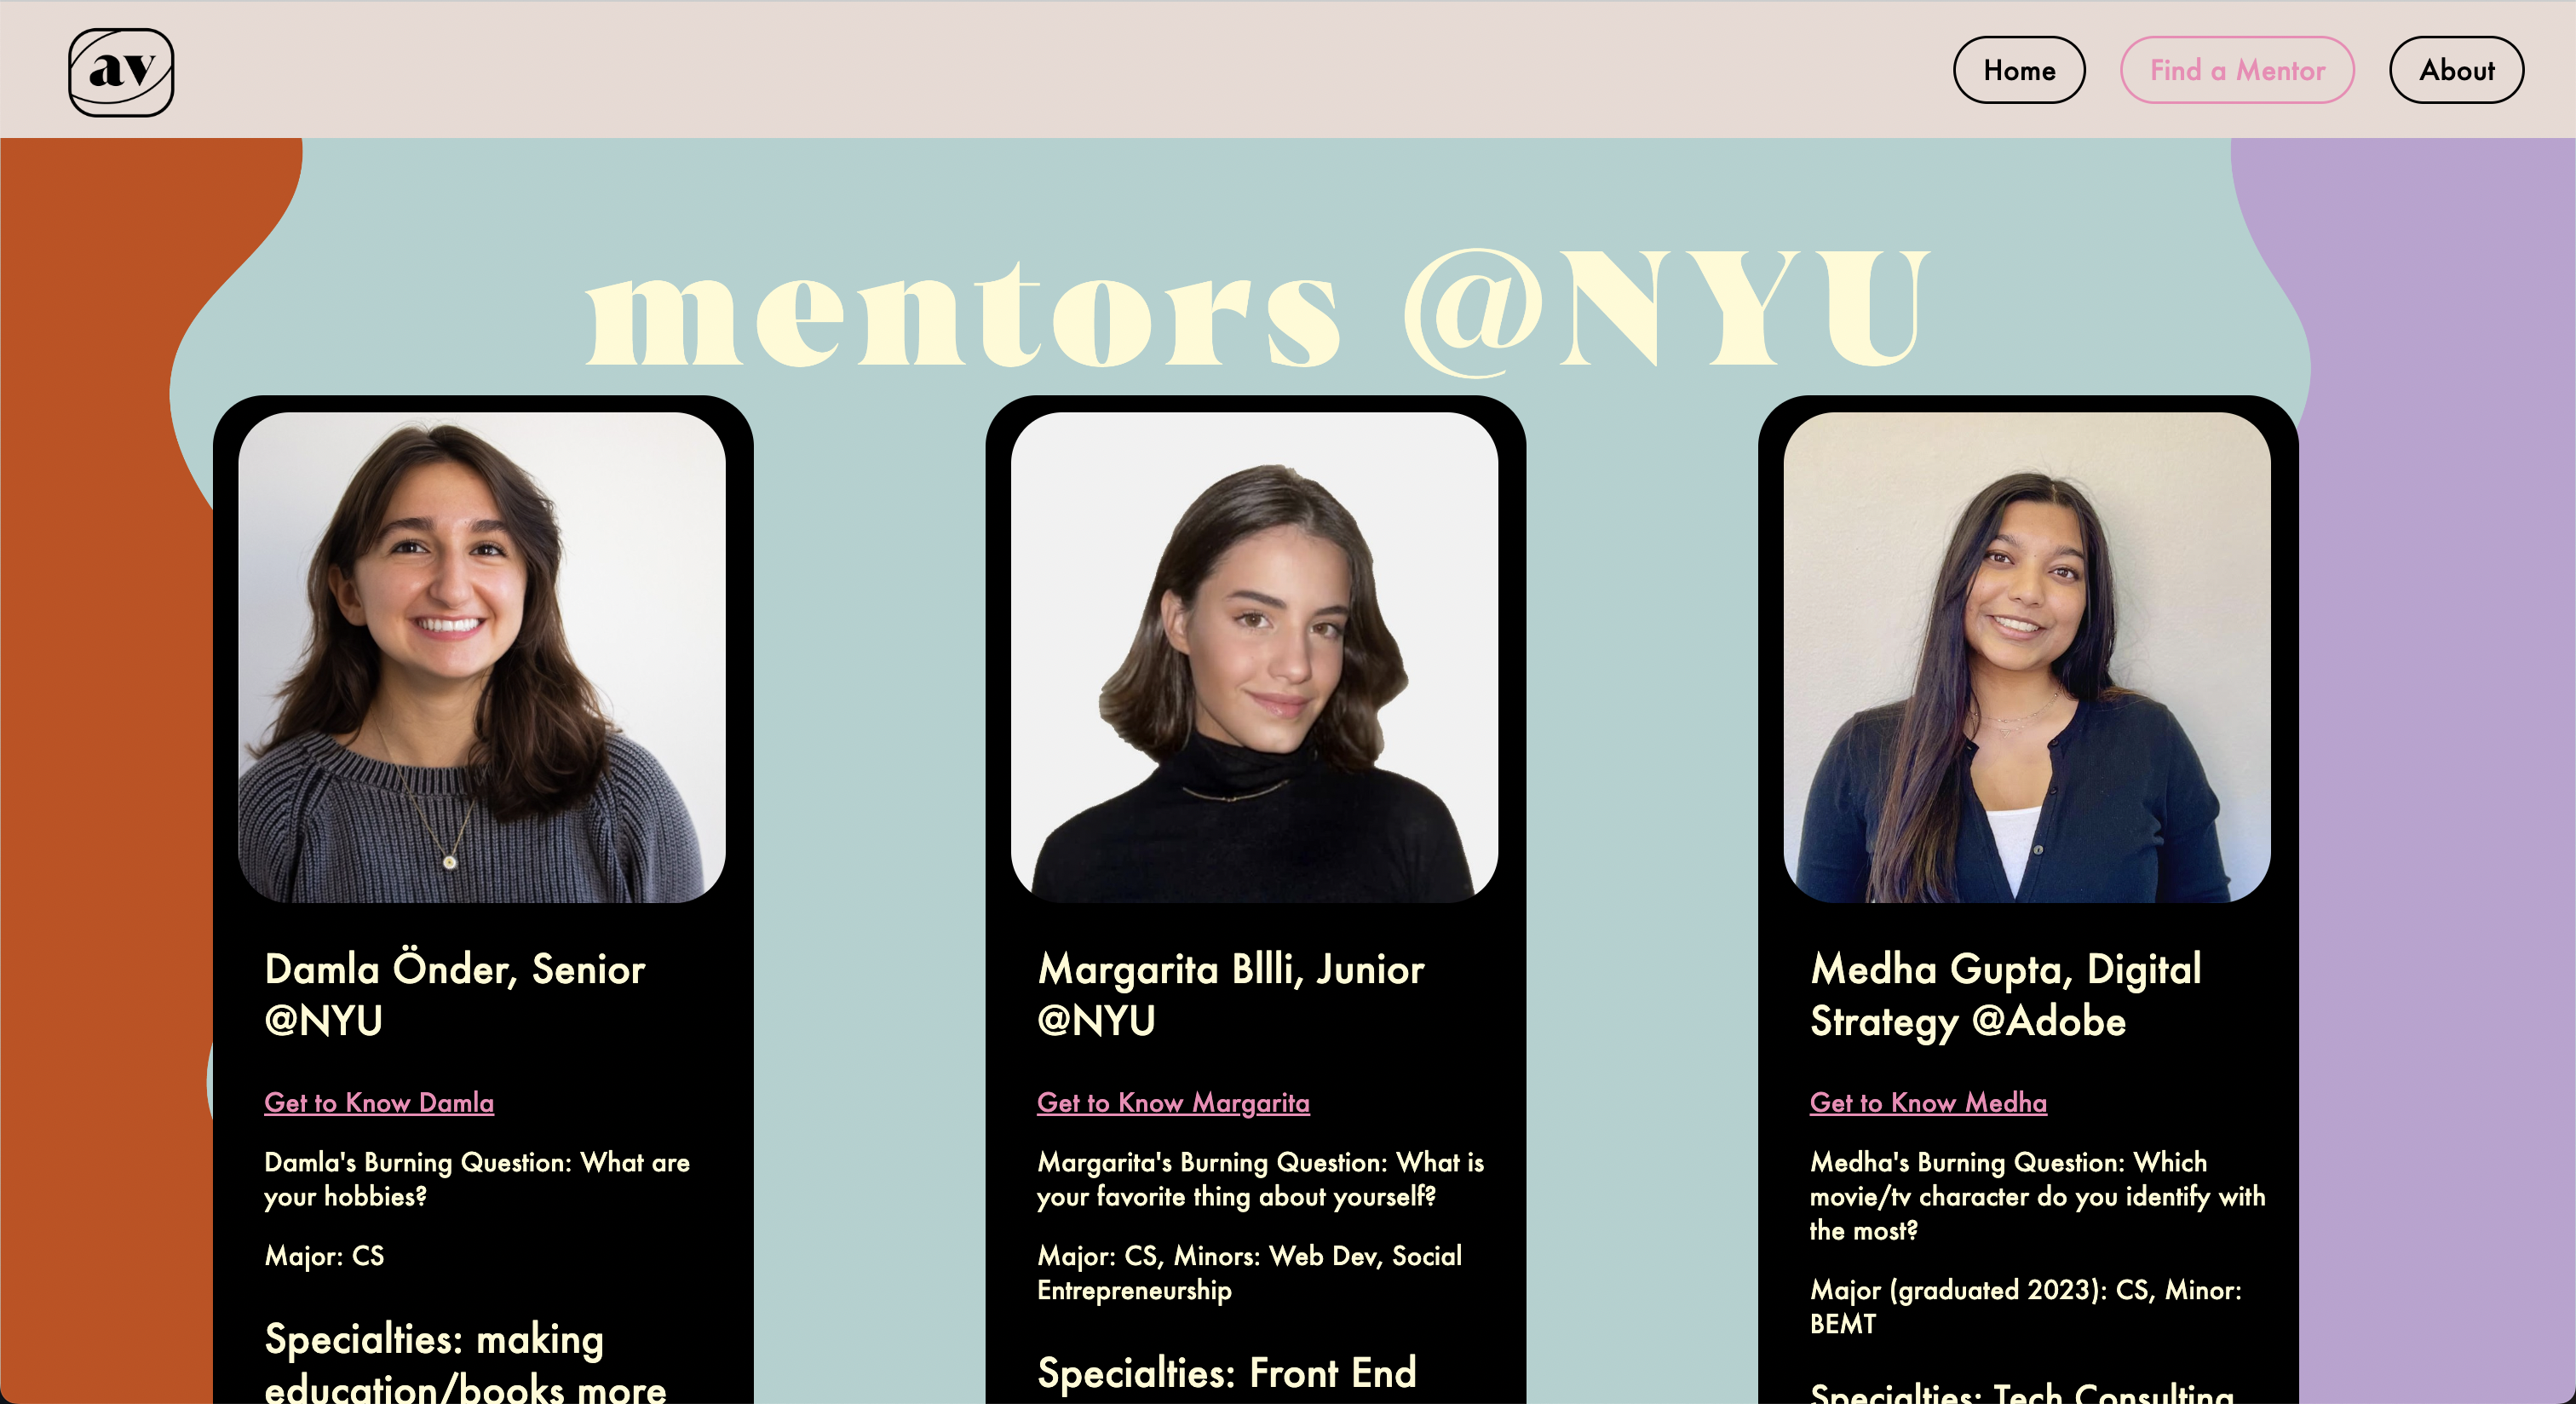 av
Home
Find a Mentor
About
mentors @NYU
Damla Önder, Senior
@NYU
Get to Know Damla
Damla's Burning Question: What are
your hobbies?
Major: CS
Specialties: making
education/books more
Margarita Bllli, Junior
@NYU
Get to Know Margarita
Margarita's Burning Question: What is
your favorite thing about yourself?
Major: CS, Minors: Web Dev, Social
Entrepreneurship
Specialties: Front End
Medha Gupta, Digital
Strategy @Adobe
Get to Know Medha
Medha's Burning Question: Which
movie/tv character do you identify with
the most?
Major (graduated 2023): CS, Minor:
BEMT
Specialties: Tech Consulting